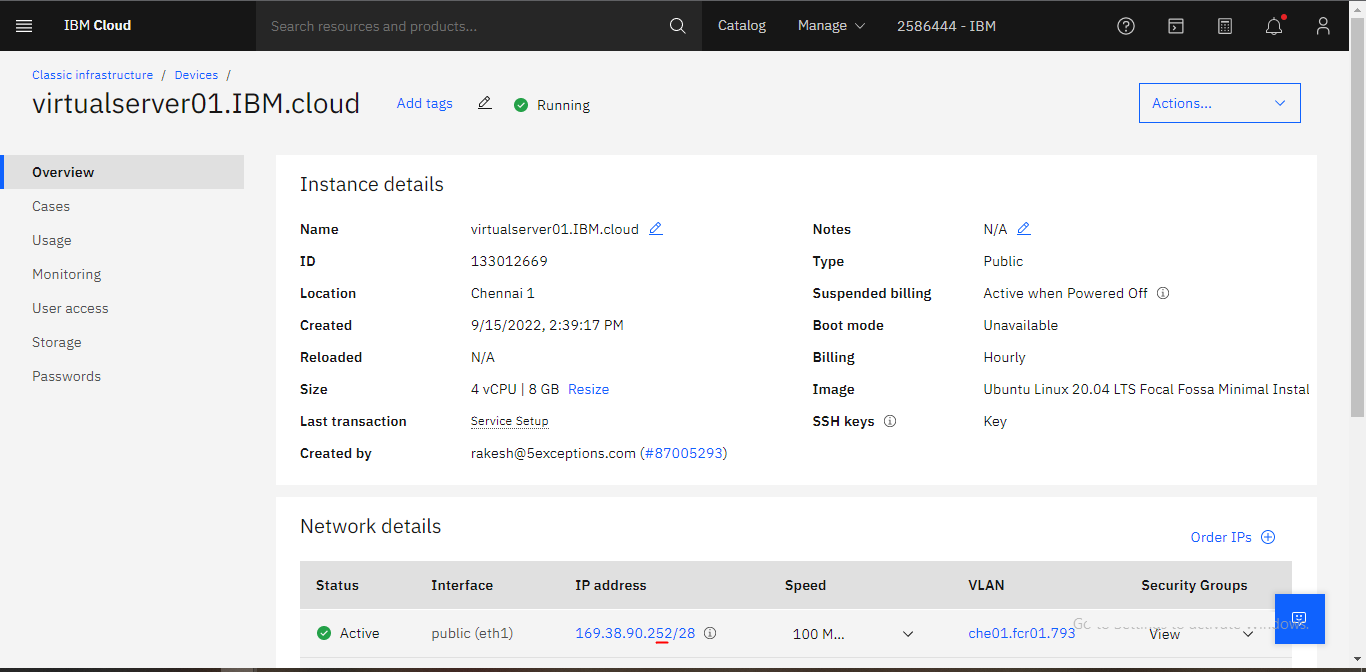 IBM Cloud Search resources and products... Catalog Manage 2586444 - IBM
Classic infrastructure / Devices /
virtualserver01.IBM.cloud Add tags Running Actions...
Overview
Cases
Usage
Monitoring
User access
Storage
Passwords
Instance details
Name virtualserver01.IBM.cloud Notes N/A
ID 133012669 Type Public
Location Chennai 1 Suspended billing Active when Powered Off
Created 9/15/2022, 2:39:17 PM Boot mode Unavailable
Reloaded N/A Billing Hourly
Size 4 vCPU | 8 GB Resize Image Ubuntu Linux 20.04 LTS Focal Fossa Minimal Instal
Last transaction Service Setup SSH keys Key
Created by rakesh@5exceptions.com (#87005293)
Network details
Order IPs
Status Interface IP address Speed VLAN Security Groups
Active public (eth1) 169.38.90.252/28 100 M... che01.fcr01.793 View
Go to Settings to activate Windows.